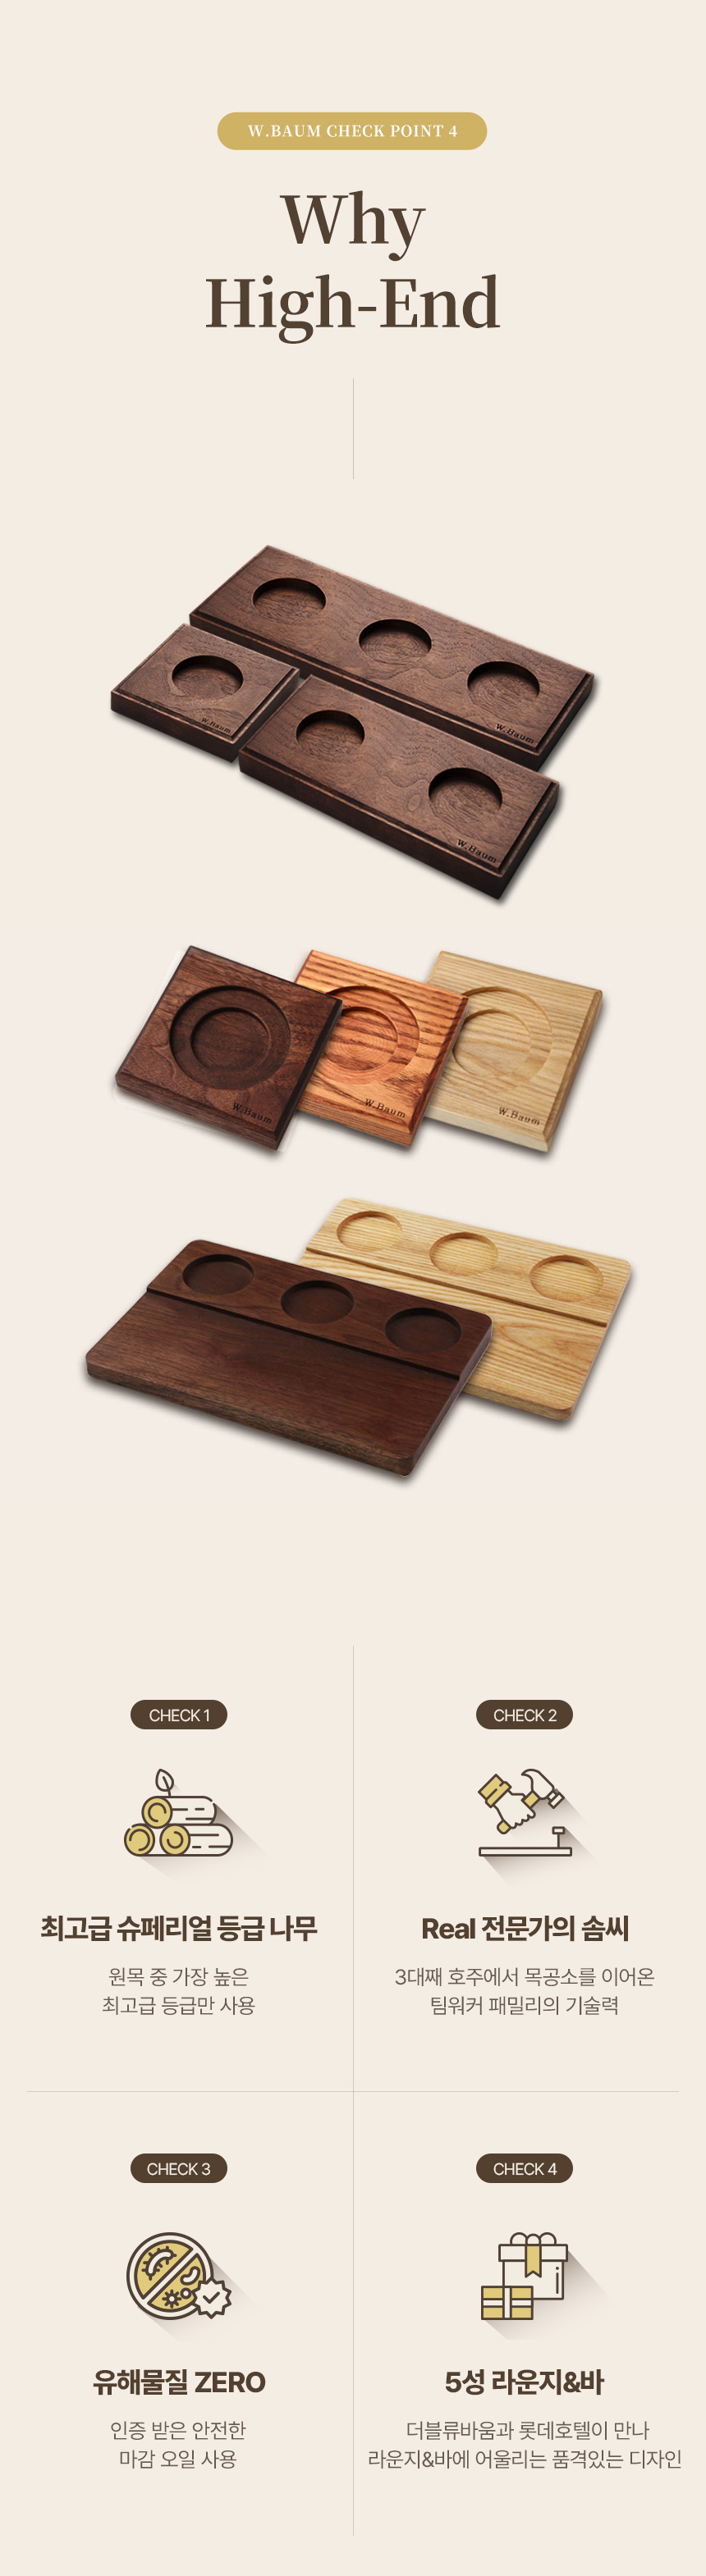 W.BAUM CHECK POINT 4
Why
High-End
W.Baum
W.Baum
W.Baum
W.Baum
W.Baum
W.Baum
CHECK 1
최고급 슈페리얼 등급 나무
원목 중 가장 높은
최고급 등급만 사용
CHECK 2
Real 전문가의 솜씨
3대째 호주에서 목공소를 이어온
팀워커 패밀리의 기술력
CHECK 3
유해물질 ZERO
인증 받은 안전한
마감 오일 사용
CHECK 4
5성 라운지&바
더블류바움과 롯데호텔이 만나
라운지&바에 어울리는 품격있는 디자인